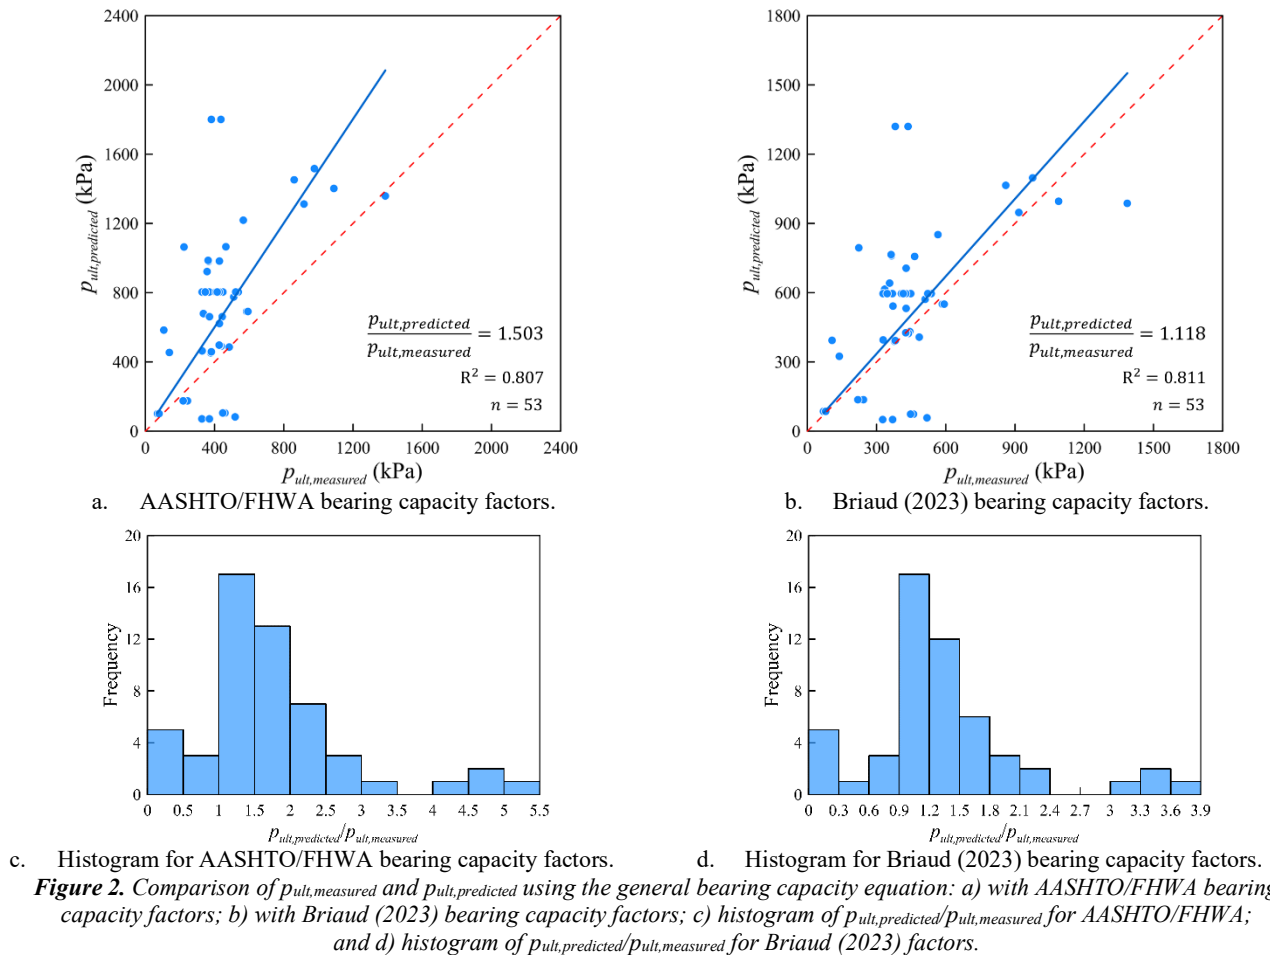 2400
2000
1600
1200
800
400
0
p_ult,predicted (kPa)
p_ult,predicted / p_ult,measured = 1.503
R² = 0.807
n = 53
0 400 800 1200 1600 2000 2400
p_ult,measured (kPa)
a. AASHTO/FHWA bearing capacity factors.
1800
1500
1200
900
600
300
0
p_ult,predicted (kPa)
p_ult,predicted / p_ult,measured = 1.118
R² = 0.811
n = 53
0 300 600 900 1200 1500 1800
p_ult,measured (kPa)
b. Briaud (2023) bearing capacity factors.
20
16
12
8
4
0
Frequency
0 0.5 1 1.5 2 2.5 3 3.5 4 4.5 5 5.5
p_ult,predicted/p_ult,measured
c. Histogram for AASHTO/FHWA bearing capacity factors.
20
16
12
8
4
0
Frequency
0 0.3 0.6 0.9 1.2 1.5 1.8 2.1 2.4 2.7 3 3.3 3.6 3.9
p_ult,predicted/p_ult,measured
d. Histogram for Briaud (2023) bearing capacity factors.
Figure 2. Comparison of p_ult,measured and p_ult,predicted using the general bearing capacity equation: a) with AASHTO/FHWA bearing
capacity factors; b) with Briaud (2023) bearing capacity factors; c) histogram of p_ult,predicted/p_ult,measured for AASHTO/FHWA;
and d) histogram of p_ult,predicted/p_ult,measured for Briaud (2023) factors.